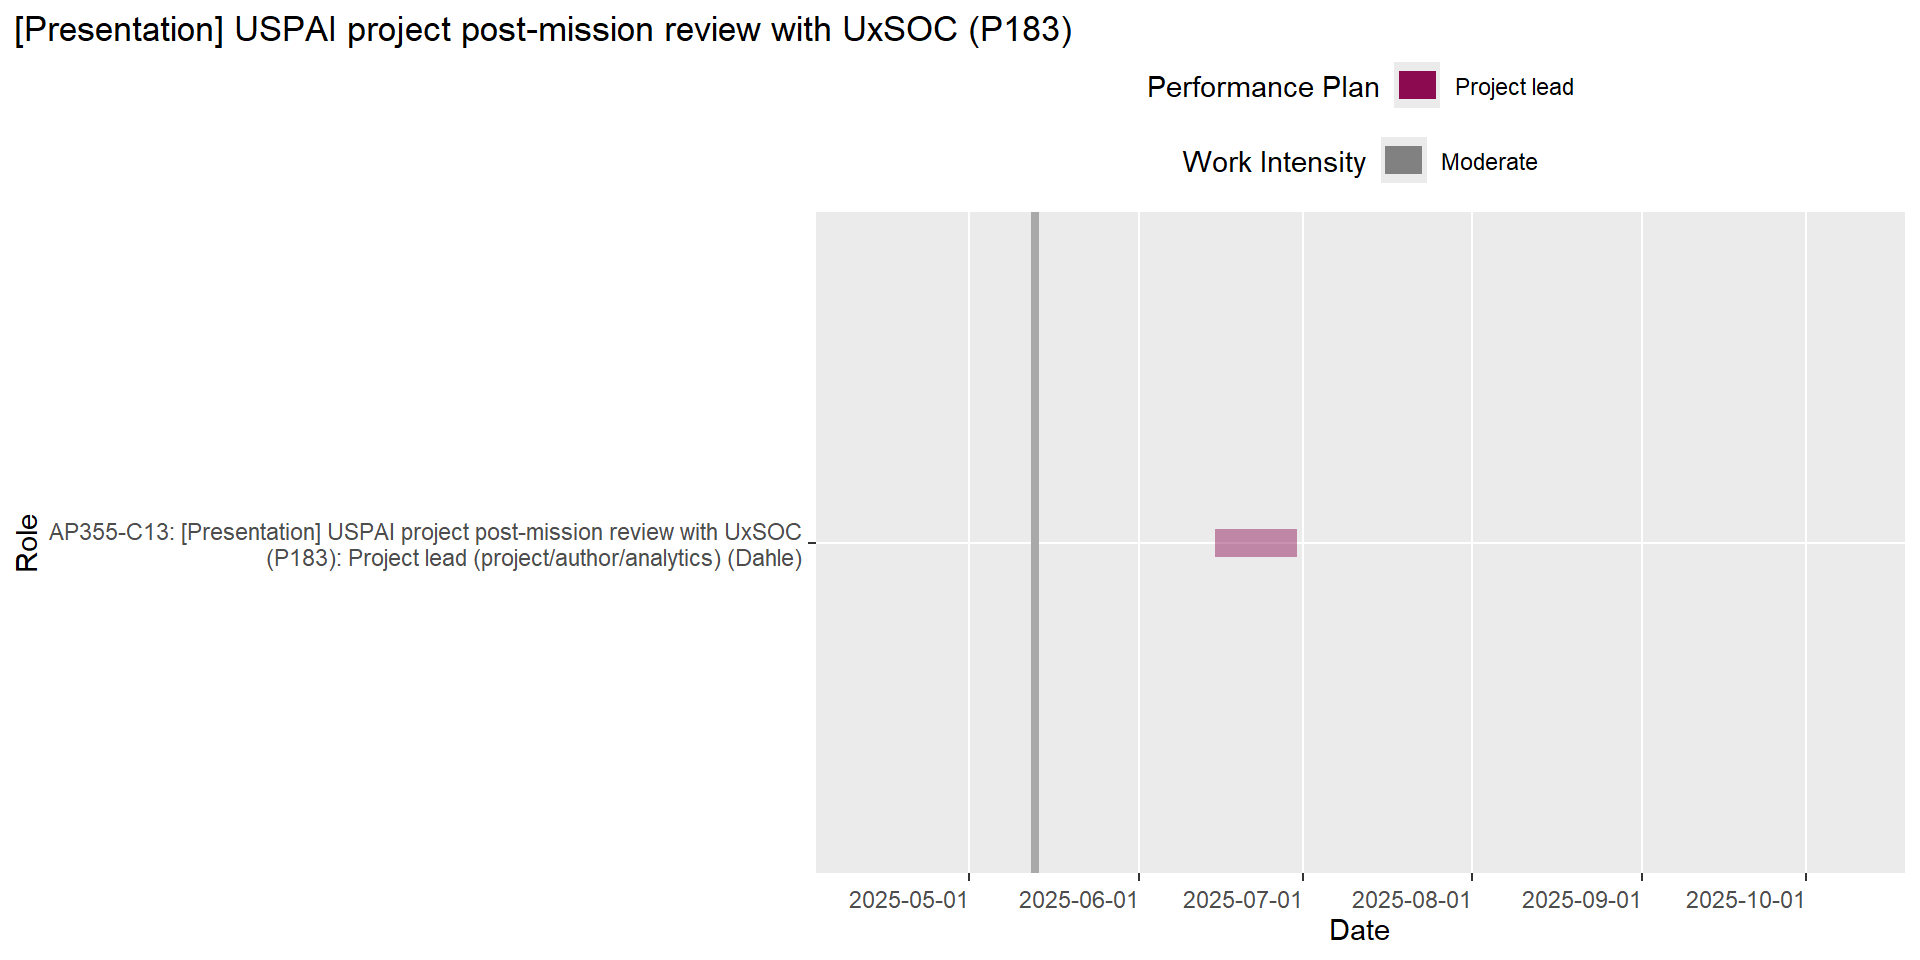 [Presentation] USPAI project post-mission review with UxSOC (P183)
Performance Plan Project lead
Work Intensity Moderate
Role
AP355-C13: [Presentation] USPAI project post-mission review with UxSOC
(P183): Project lead (project/author/analytics) (Dahle)
2025-05-01 2025-06-01 2025-07-01 2025-08-01 2025-09-01 2025-10-01
Date